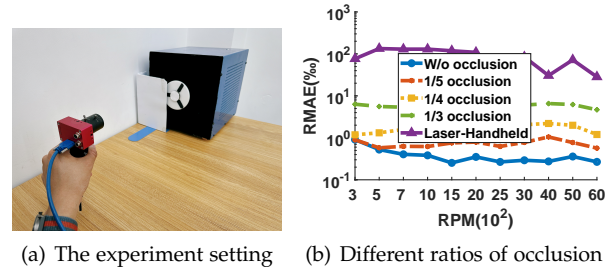 W/o occlusion
1/5 occlusion
1/4 occlusion
1/3 occlusion
Laser-Handheld
RMAE(‰)
10³
10²
10¹
10⁰
10⁻¹
3 5 7 10 15 20 25 30 40 50 60
RPM(10²)
(a) The experiment setting (b) Different ratios of occlusion